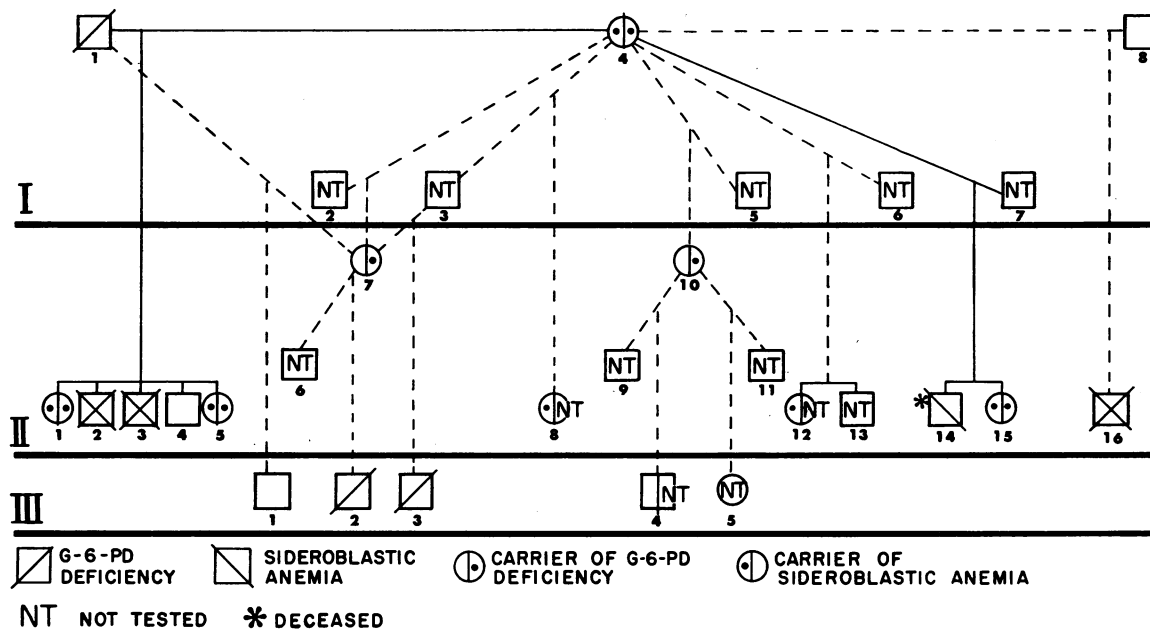 1 4 8
NT NT NT NT NT
I 2 3 5 6 7
7 10
NT NT NT
6 9 11
NT NT NT *
II 1 2 3 4 5 8 12 13 14 15 16
NT NT
III 1 2 3 4 5
G-6-PD DEFICIENCY
SIDEROBLASTIC ANEMIA
CARRIER OF G-6-PD DEFICIENCY
CARRIER OF SIDEROBLASTIC ANEMIA
NT NOT TESTED * DECEASED